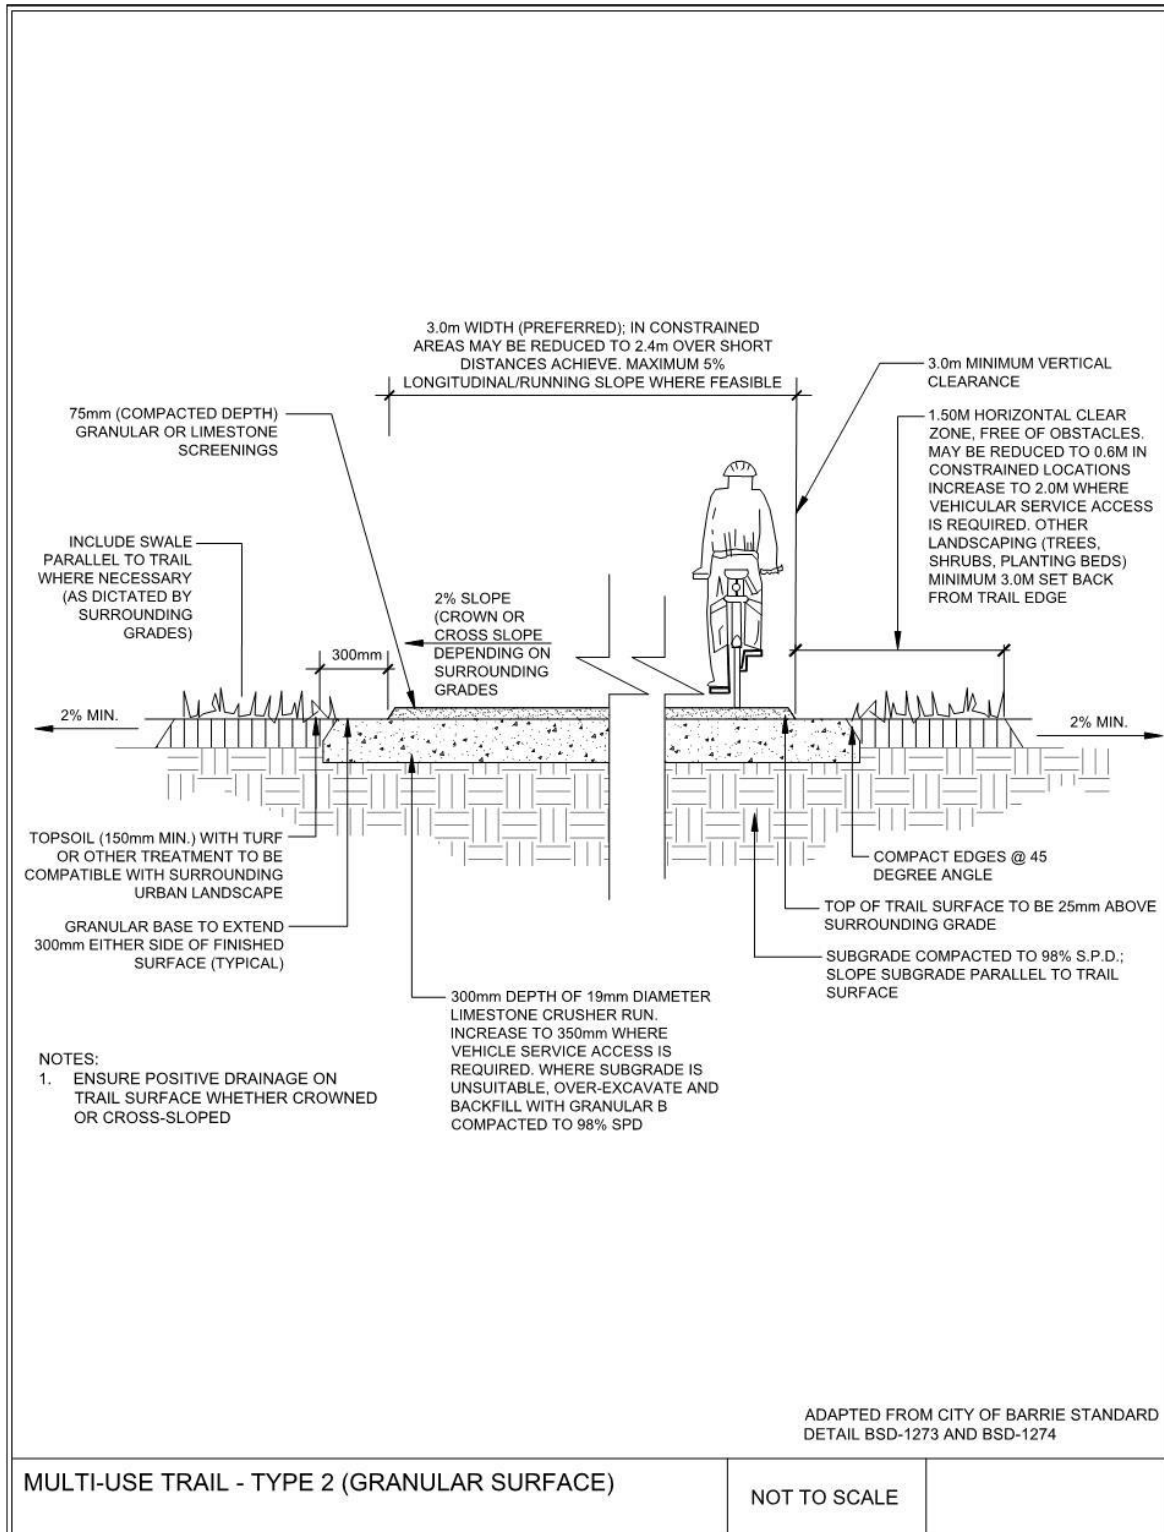 3.0m WIDTH (PREFERRED); IN CONSTRAINED
AREAS MAY BE REDUCED TO 2.4m OVER SHORT
DISTANCES ACHIEVE. MAXIMUM 5%
LONGITUDINAL/RUNNING SLOPE WHERE FEASIBLE
3.0m MINIMUM VERTICAL
CLEARANCE
75mm (COMPACTED DEPTH)
GRANULAR OR LIMESTONE
SCREENINGS
1.50M HORIZONTAL CLEAR
ZONE, FREE OF OBSTACLES.
MAY BE REDUCED TO 0.6M IN
CONSTRAINED LOCATIONS
INCREASE TO 2.0M WHERE
VEHICULAR SERVICE ACCESS
IS REQUIRED. OTHER
LANDSCAPING (TREES,
SHRUBS, PLANTING BEDS)
MINIMUM 3.0M SET BACK
FROM TRAIL EDGE
INCLUDE SWALE
PARALLEL TO TRAIL
WHERE NECESSARY
(AS DICTATED BY
SURROUNDING
GRADES)
2% SLOPE
(CROWN OR
CROSS SLOPE
DEPENDING ON
SURROUNDING
GRADES
300mm
2% MIN.
2% MIN.
TOPSOIL (150mm MIN.) WITH TURF
OR OTHER TREATMENT TO BE
COMPATIBLE WITH SURROUNDING
URBAN LANDSCAPE
COMPACT EDGES @ 45
DEGREE ANGLE
TOP OF TRAIL SURFACE TO BE 25mm ABOVE
SURROUNDING GRADE
GRANULAR BASE TO EXTEND
300mm EITHER SIDE OF FINISHED
SURFACE (TYPICAL)
SUBGRADE COMPACTED TO 98% S.P.D.;
SLOPE SUBGRADE PARALLEL TO TRAIL
SURFACE
300mm DEPTH OF 19mm DIAMETER
LIMESTONE CRUSHER RUN.
INCREASE TO 350mm WHERE
VEHICLE SERVICE ACCESS IS
REQUIRED. WHERE SUBGRADE IS
UNSUITABLE, OVER-EXCAVATE AND
BACKFILL WITH GRANULAR B
COMPACTED TO 98% SPD
NOTES:
1. ENSURE POSITIVE DRAINAGE ON
TRAIL SURFACE WHETHER CROWNED
OR CROSS-SLOPED
ADAPTED FROM CITY OF BARRIE STANDARD
DETAIL BSD-1273 AND BSD-1274
MULTI-USE TRAIL - TYPE 2 (GRANULAR SURFACE)
NOT TO SCALE